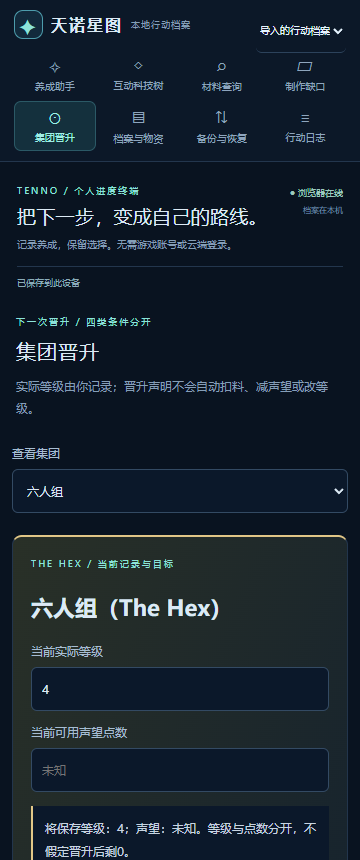 天诺星图 本地行动档案 导入的行动档案
养成助手 互动科技树 材料查询 制作缺口
集团晋升 档案与物资 备份与恢复 行动日志
TENNO / 个人进度终端
浏览器在线
把下一步，变成自己的路线。
档案在本机
记录养成，保留选择。无需游戏账号或云端登录。
已保存到此设备
下一次晋升 / 四类条件分开
集团晋升
实际等级由你记录；晋升声明不会自动扣料、减声望或改等
级。
查看集团
六人组
THE HEX / 当前记录与目标
六人组（The Hex）
当前实际等级
4
当前可用声望点数
未知
将保存等级：4；声望：未知。等级与点数分开，不
假定晋升后剩0。